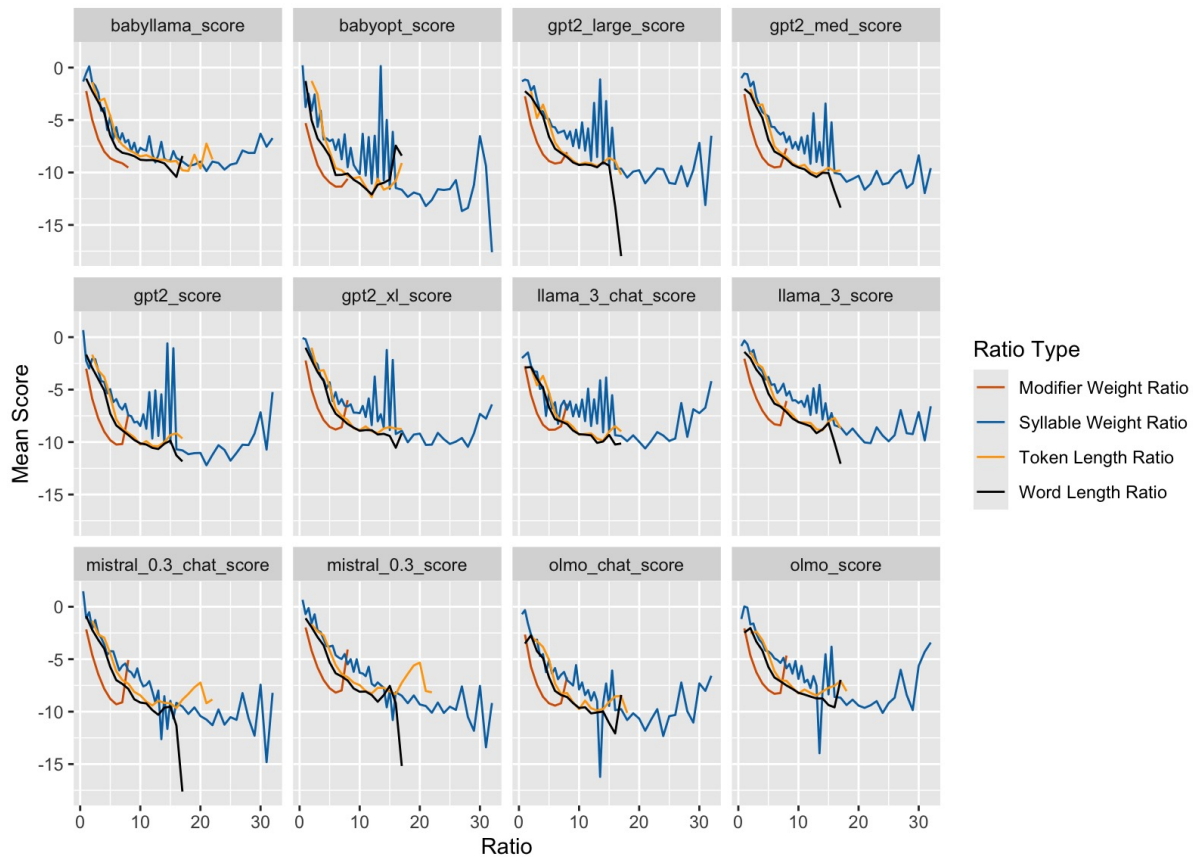 babyllama_score babyopt_score gpt2_large_score gpt2_med_score
0
-5
-10
-15
gpt2_score gpt2_xl_score llama_3_chat_score llama_3_score
0
-5
-10
-15
mistral_0.3_chat_score mistral_0.3_score olmo_chat_score olmo_score
0
-5
-10
-15
0 10 20 30 0 10 20 30 0 10 20 30 0 10 20 30
Ratio
Mean Score
Ratio Type
Modifier Weight Ratio
Syllable Weight Ratio
Token Length Ratio
Word Length Ratio